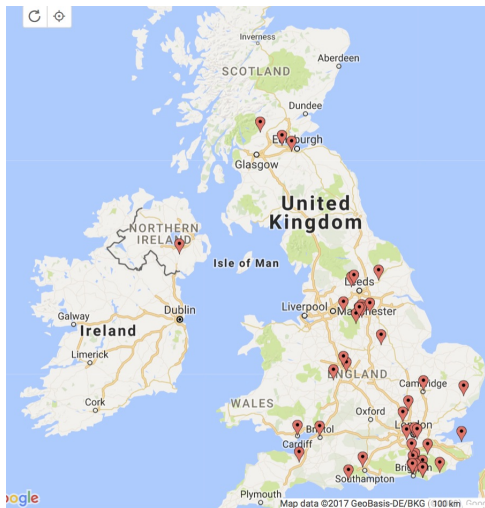 Inverness
Aberdeen
SCOTLAND
Dundee
Edinburgh
Glasgow
United
Kingdom
NORTHERN
IRELAND
Isle of Man
Leeds
Galway
Dublin
Liverpool
Manchester
Ireland
Limerick
ENGLAND
Cambridge
Cork
WALES
Oxford
London
Bristol
Cardiff
Brighton
Southampton
Plymouth
oogle
Map data ©2017 GeoBasis-DE/BKG
100 km